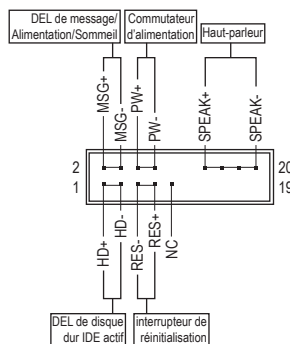 DEL de message/
Alimentation/Sommeil
Commutateur
d'alimentation
Haut-parleur
MSG+
MSG-
PW+
PW-
SPEAK+
SPEAK-
2
20
1
19
HD+
HD-
RES-
RES+
NC
DEL de disque
dur IDE actif
interrupteur de
réinitialisation